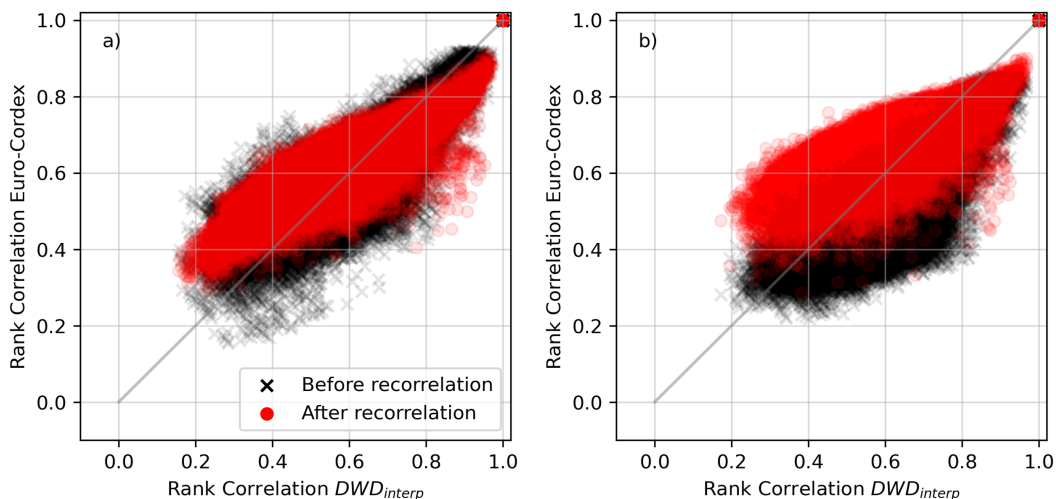 a)
1.0
0.8
0.6
0.4
0.2
0.0
Rank Correlation Euro-Cordex
Before recorrelation
After recorrelation
0.0 0.2 0.4 0.6 0.8 1.0
Rank Correlation DWD_interp
b)
1.0
0.8
0.6
0.4
0.2
0.0
Rank Correlation Euro-Cordex
0.0 0.2 0.4 0.6 0.8 1.0
Rank Correlation DWD_interp